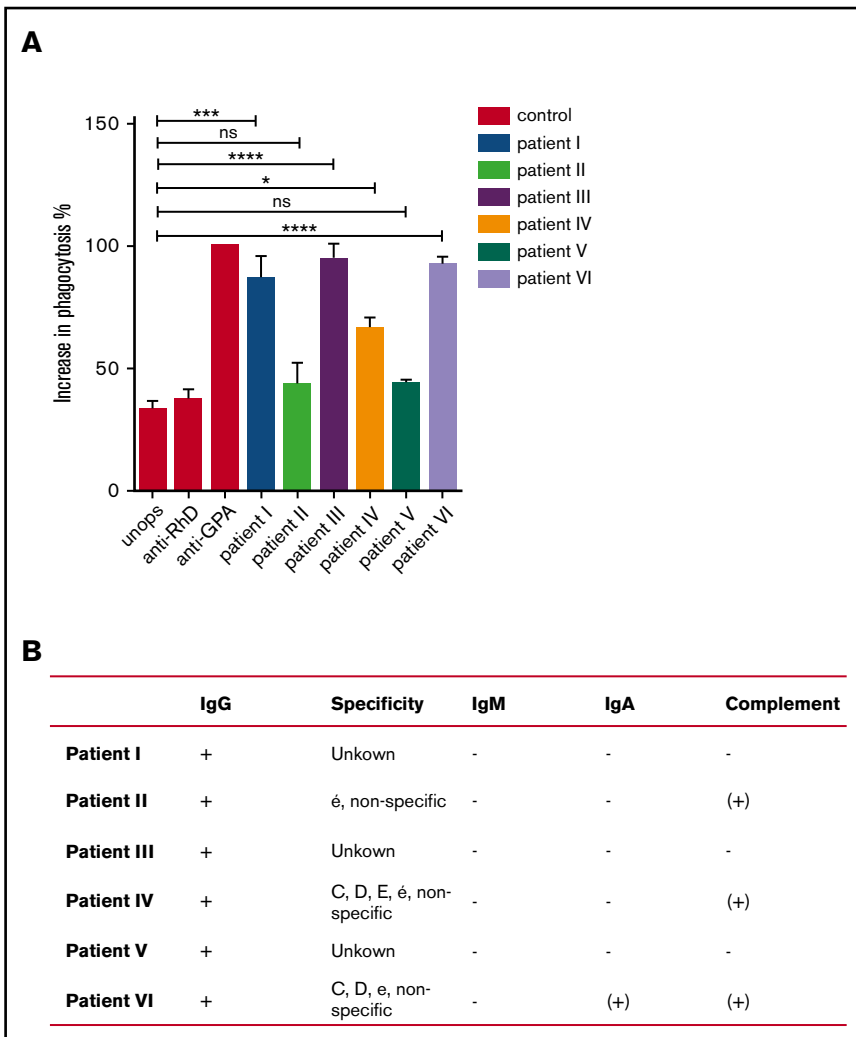 A
150
100
50
0
Increase in phagocytosis %
***
ns
****
*
ns
****
unops
anti-RhD
anti-GPA
patient I
patient II
patient III
patient IV
patient V
patient VI
control
patient I
patient II
patient III
patient IV
patient V
patient VI
B
IgG Specificity IgM IgA Complement
Patient I + Unkown - - -
Patient II + é, non-specific - - (+)
Patient III + Unkown - - -
Patient IV + C, D, E, é, non-
specific - - (+)
Patient V + Unkown - - -
Patient VI + C, D, e, non-
specific - (+) (+)